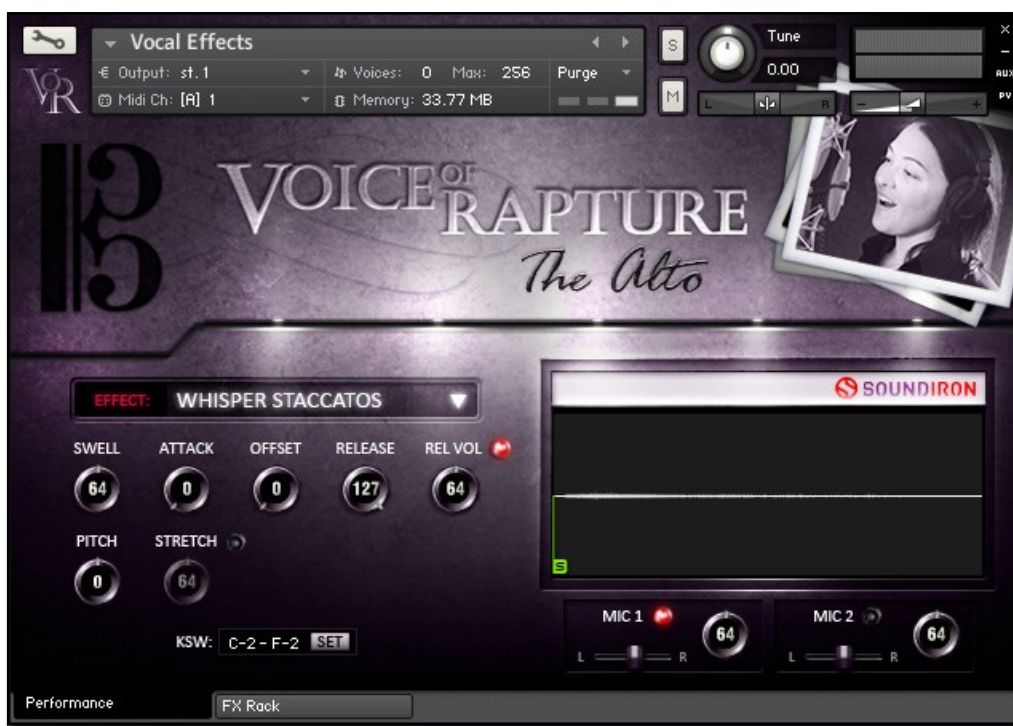 Vocal Effects
S
Tune
X
Output: st. 1
Voices: 0 Max: 256
Purge
0.00
AUX
VOR
Midi Ch: [A] 1
Memory: 33.77 MB
M
L
R
-
+
PV
VOICE OF RAPTURE
The Alto
EFFECT: WHISPER STACCATOS
SOUNDIRON
SWELL ATTACK OFFSET RELEASE REL VOL
64 0 0 127 64
PITCH STRETCH
0 64
S
MIC 1 64
L R
MIC 2 64
L R
KSW: C-2 - F-2 SET
Performance
FX Rack